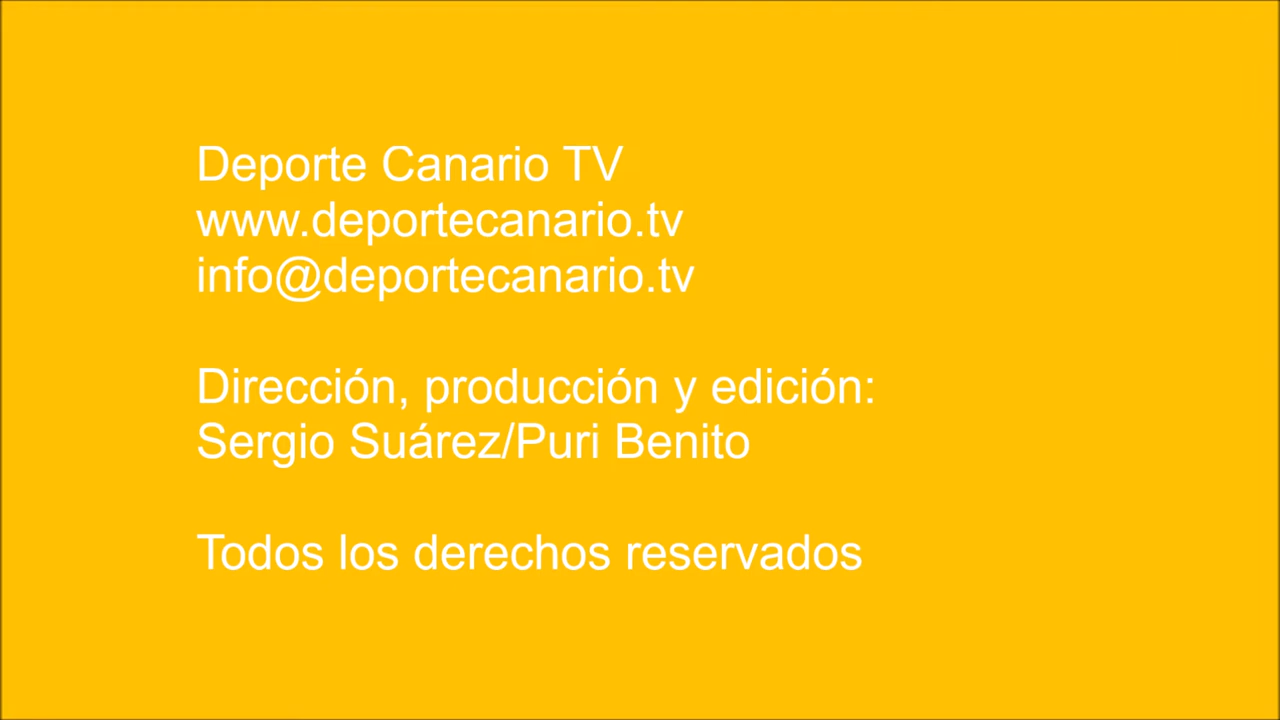 Deporte Canario TV
www.deportecanario.tv
info@deportecanario.tv
Dirección, producción y edición:
Sergio Suárez/Puri Benito
Todos los derechos reservados